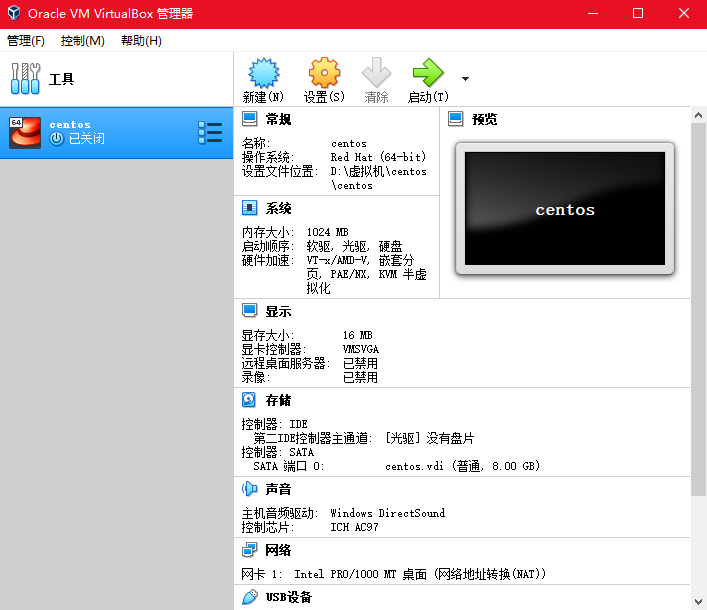 Oracle VM VirtualBox 管理器
管理(F) 控制(M) 帮助(H)
工具
新建(N) 设置(S) 清除 启动(T)
64
centos
已关闭
常规
名称: centos
操作系统: Red Hat (64-bit)
设置文件位置: D:\虚拟机\centos
\centos
预览
centos
系统
内存大小: 1024 MB
启动顺序: 软驱, 光驱, 硬盘
硬件加速: VT-x/AMD-V, 嵌套分
页, PAE/NX, KVM 半虚
拟化
显示
显存大小: 16 MB
显卡控制器: VMSVGA
远程桌面服务器: 已禁用
录像: 已禁用
存储
控制器: IDE
第二IDE控制器主通道: [光驱] 没有盘片
控制器: SATA
SATA 端口 0: centos.vdi (普通, 8.00 GB)
声音
主机音频驱动: Windows DirectSound
控制芯片: ICH AC97
网络
网卡 1: Intel PRO/1000 MT 桌面 (网络地址转换(NAT))
USB设备